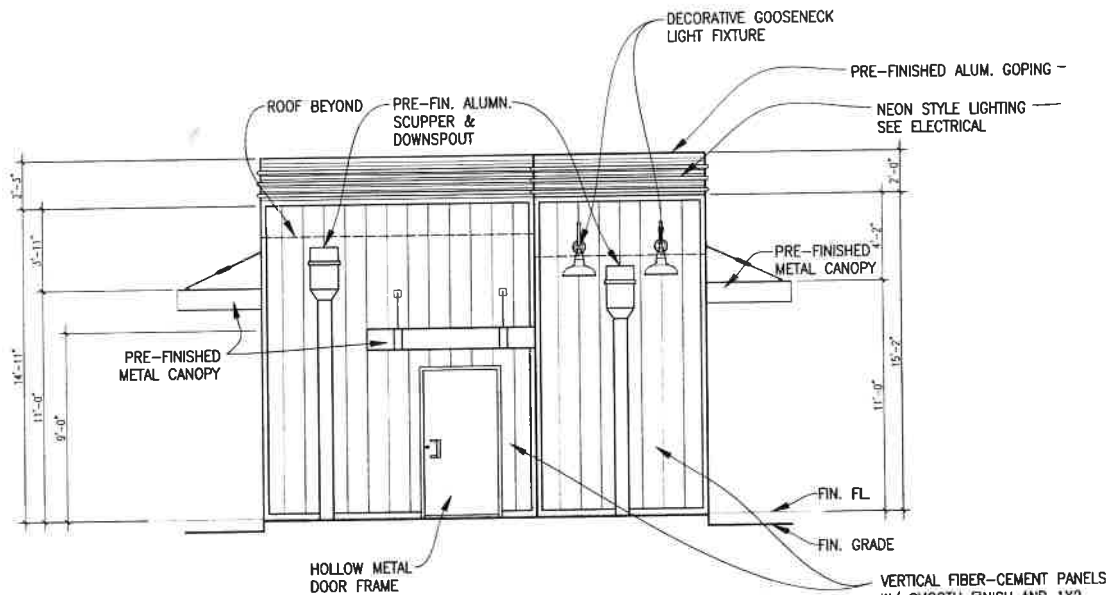 DECORATIVE GOOSENECK
LIGHT FIXTURE
PRE-FINISHED ALUM. GOPING
NEON STYLE LIGHTING
SEE ELECTRICAL
ROOF BEYOND
PRE-FIN. ALUMN.
SCUPPER &
DOWNSPOUT
2'-0"
3'-11"
4'-2"
PRE-FINISHED
METAL CANOPY
PRE-FINISHED
METAL CANOPY
14'-11"
11'-0"
9'-0"
11'-0"
15'-2"
FIN. FL.
FIN. GRADE
HOLLOW METAL
DOOR FRAME
VERTICAL FIBER-CEMENT PANELS